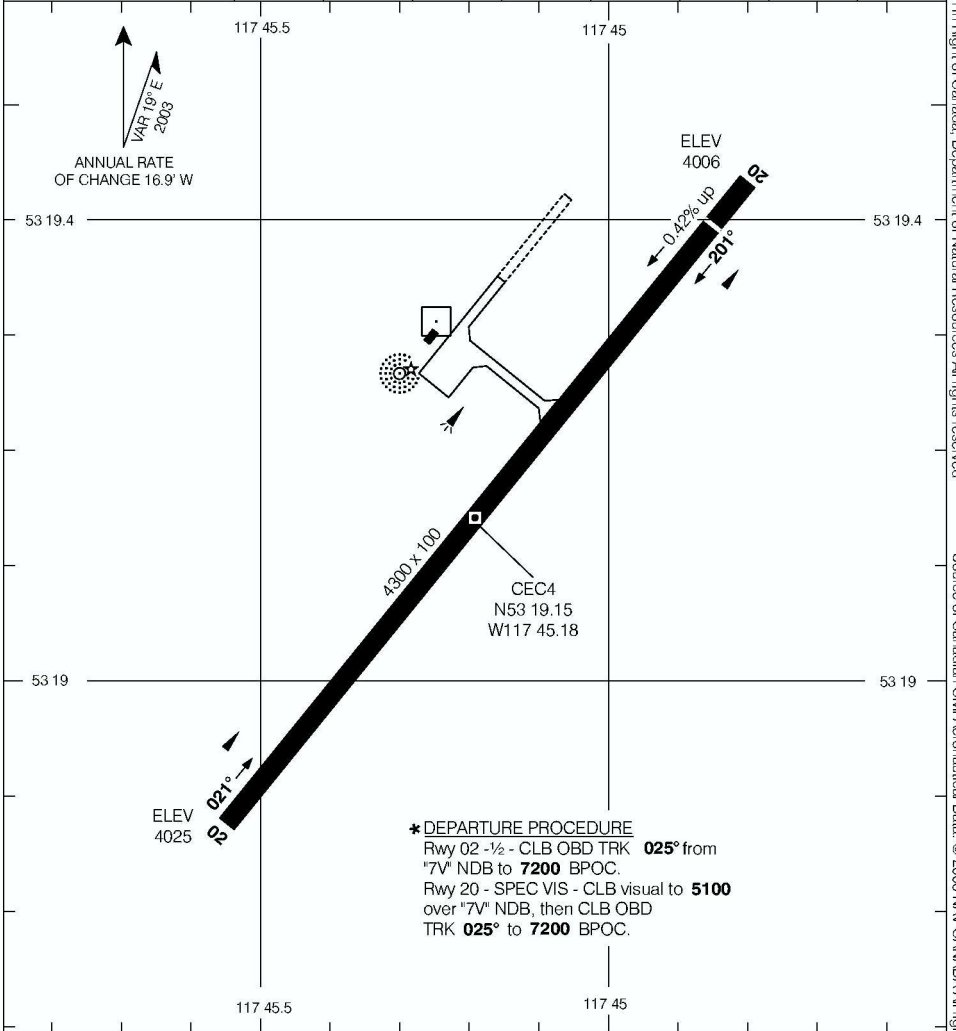 117 45.5
117 45
VAR 19° E
2003
ANNUAL RATE
OF CHANGE 16.9' W
ELEV
4006
20
53 19.4
53 19.4
0.42% up
201°
4300 x 100
CEC4
N53 19.15
W117 45.18
53 19
53 19
021°
ELEV
4025
02
* DEPARTURE PROCEDURE
Rwy 02 -½ - CLB OBD TRK 025° from
"7V" NDB to 7200 BPOC.
Rwy 20 - SPEC VIS - CLB visual to 5100
over "7V" NDB, then CLB OBD
TRK 025° to 7200 BPOC.
117 45.5
117 45